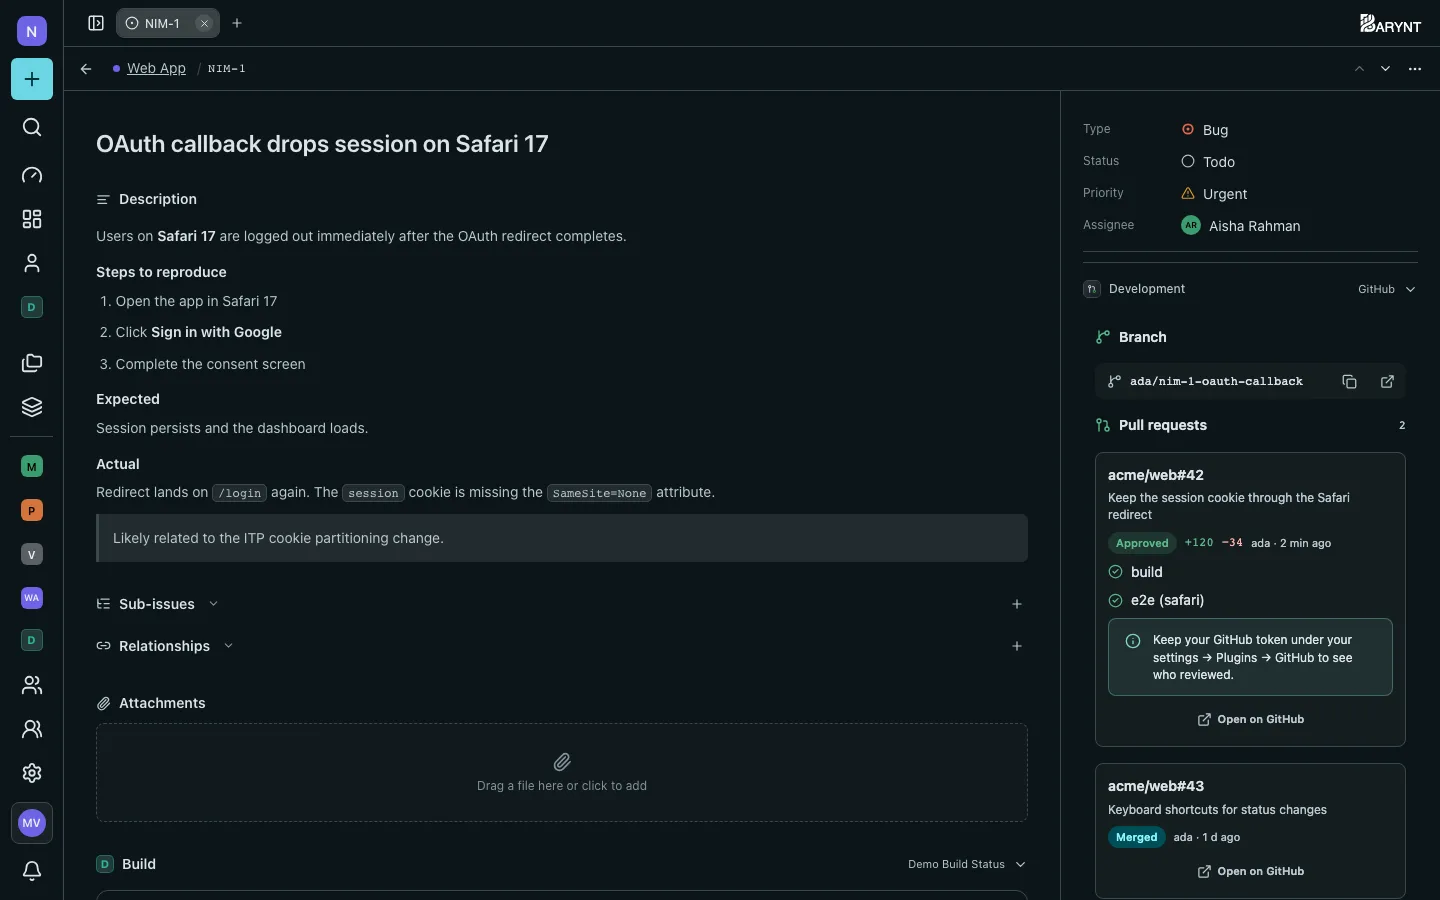 N
NIM-1
BARYNT
Web App / NIM-1
OAuth callback drops session on Safari 17
Description
Users on Safari 17 are logged out immediately after the OAuth redirect completes.
Steps to reproduce
1. Open the app in Safari 17
2. Click Sign in with Google
3. Complete the consent screen
Expected
Session persists and the dashboard loads.
Actual
Redirect lands on /login again. The session cookie is missing the SameSite=None attribute.
Likely related to the ITP cookie partitioning change.
Sub-issues
Relationships
Attachments
Drag a file here or click to add
D Build
Demo Build Status
Type Bug
Status Todo
Priority Urgent
Assignee AR Aisha Rahman
Development GitHub
Branch
ada/nim-1-oauth-callback
Pull requests 2
acme/web#42
Keep the session cookie through the Safari
redirect
Approved +120 −34 ada · 2 min ago
build
e2e (safari)
Keep your GitHub token under your
settings → Plugins → GitHub to see
who reviewed.
Open on GitHub
acme/web#43
Keyboard shortcuts for status changes
Merged ada · 1 d ago
Open on GitHub
D
M
P
V
WA
D
MV